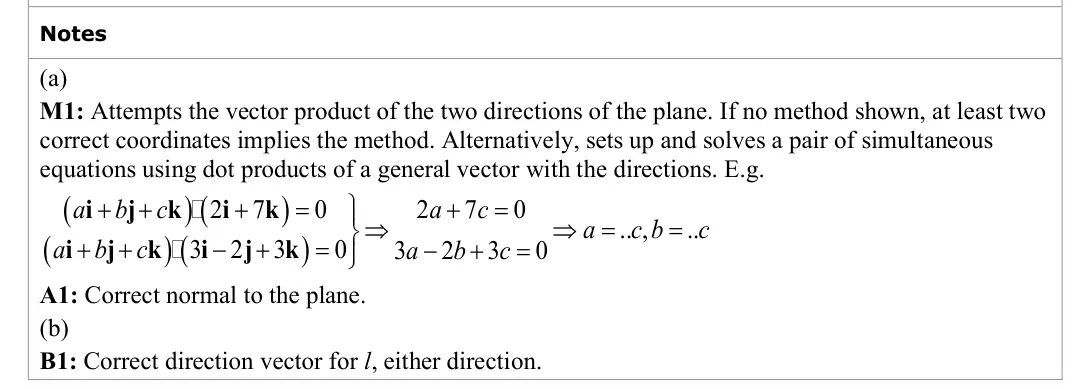 Notes
(a)
M1: Attempts the vector product of the two directions of the plane. If no method shown, at least two
correct coordinates implies the method. Alternatively, sets up and solves a pair of simultaneous
equations using dot products of a general vector with the directions. E.g.
(ai + bj + ck)□(2i + 7k) = 0
(ai + bj + ck)□(3i − 2j + 3k) = 0} ⇒ 2a + 7c = 0
3a − 2b + 3c = 0 ⇒ a = ..c, b = ..c
A1: Correct normal to the plane.
(b)
B1: Correct direction vector for l, either direction.